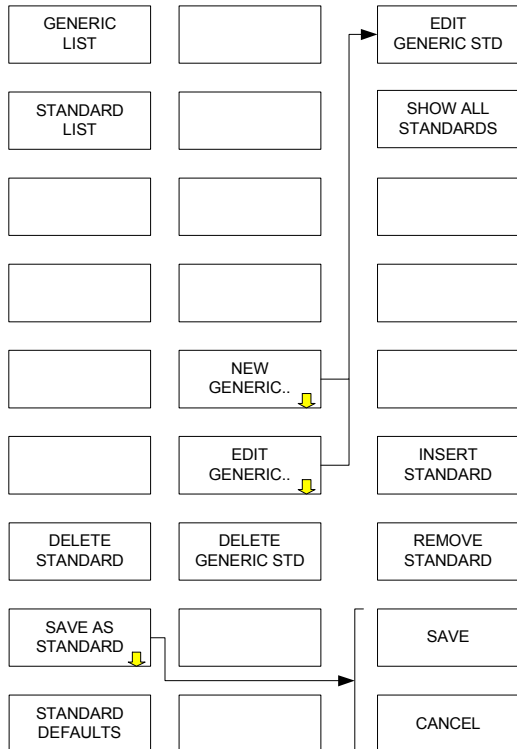 GENERIC
LIST
EDIT
GENERIC STD
STANDARD
LIST
SHOW ALL
STANDARDS
NEW
GENERIC..
EDIT
GENERIC..
INSERT
STANDARD
DELETE
STANDARD
DELETE
GENERIC STD
REMOVE
STANDARD
SAVE AS
STANDARD
SAVE
STANDARD
DEFAULTS
CANCEL